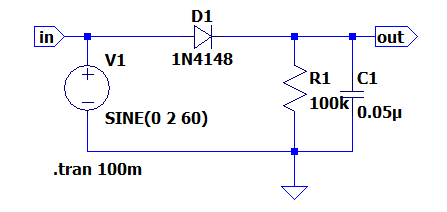 D1
in
out
V1
1N4148
R1
C1
100k
0.05µ
SINE(0 2 60)
.tran 100m